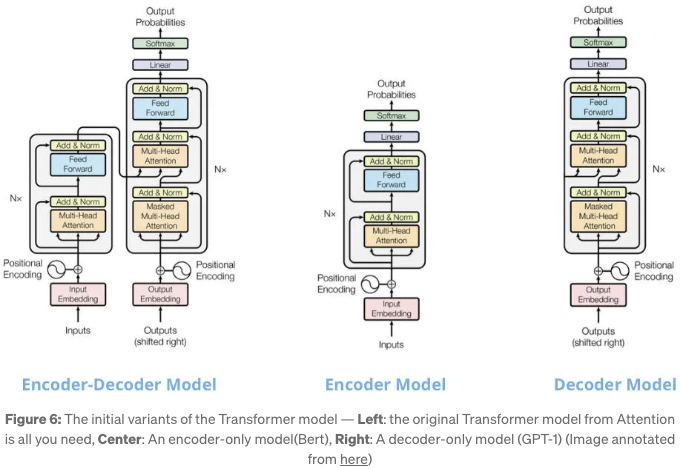 Output
Probabilities
Softmax
Linear
Add & Norm
Feed
Forward
Add & Norm
Multi-Head
Attention
Add & Norm
Masked
Multi-Head
Attention
Nx
Add & Norm
Feed
Forward
Add & Norm
Multi-Head
Attention
Nx
Positional
Encoding
Positional
Encoding
Input
Embedding
Output
Embedding
Inputs
Outputs
(shifted right)
Encoder-Decoder Model
Output
Probabilities
Softmax
Linear
Add & Norm
Feed
Forward
Nx
Add & Norm
Multi-Head
Attention
Positional
Encoding
Input
Embedding
Inputs
Encoder Model
Output
Probabilities
Softmax
Linear
Add & Norm
Feed
Forward
Add & Norm
Multi-Head
Attention
Nx
Add & Norm
Masked
Multi-Head
Attention
Positional
Encoding
Output
Embedding
Outputs
(shifted right)
Decoder Model
Figure 6: The initial variants of the Transformer model — Left: the original Transformer model from Attention
is all you need, Center: An encoder-only model(Bert), Right: A decoder-only model (GPT-1) (Image annotated
from here)